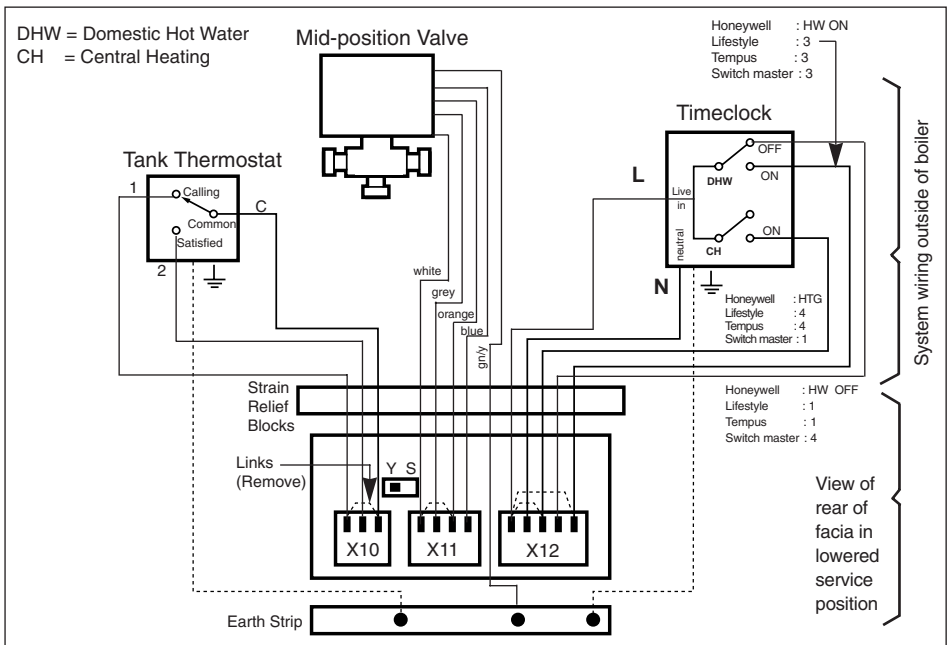 DHW = Domestic Hot Water
CH = Central Heating
Mid-position Valve
Honeywell : HW ON
Lifestyle : 3
Tempus : 3
Switch master : 3
Timeclock
Tank Thermostat
1
Calling
C
Common
Satisfied
2
L
Live
in
neutral
N
OFF
DHW
ON
ON
CH
System wiring outside of boiler
white
grey
orange
blue
gn/y
Honeywell : HTG
Lifestyle : 4
Tempus : 4
Switch master : 1
Strain
Relief
Blocks
Honeywell : HW OFF
Lifestyle : 1
Tempus : 1
Switch master : 4
Links
(Remove)
Y S
X10
X11
X12
View of
rear of
facia in
lowered
service
position
Earth Strip